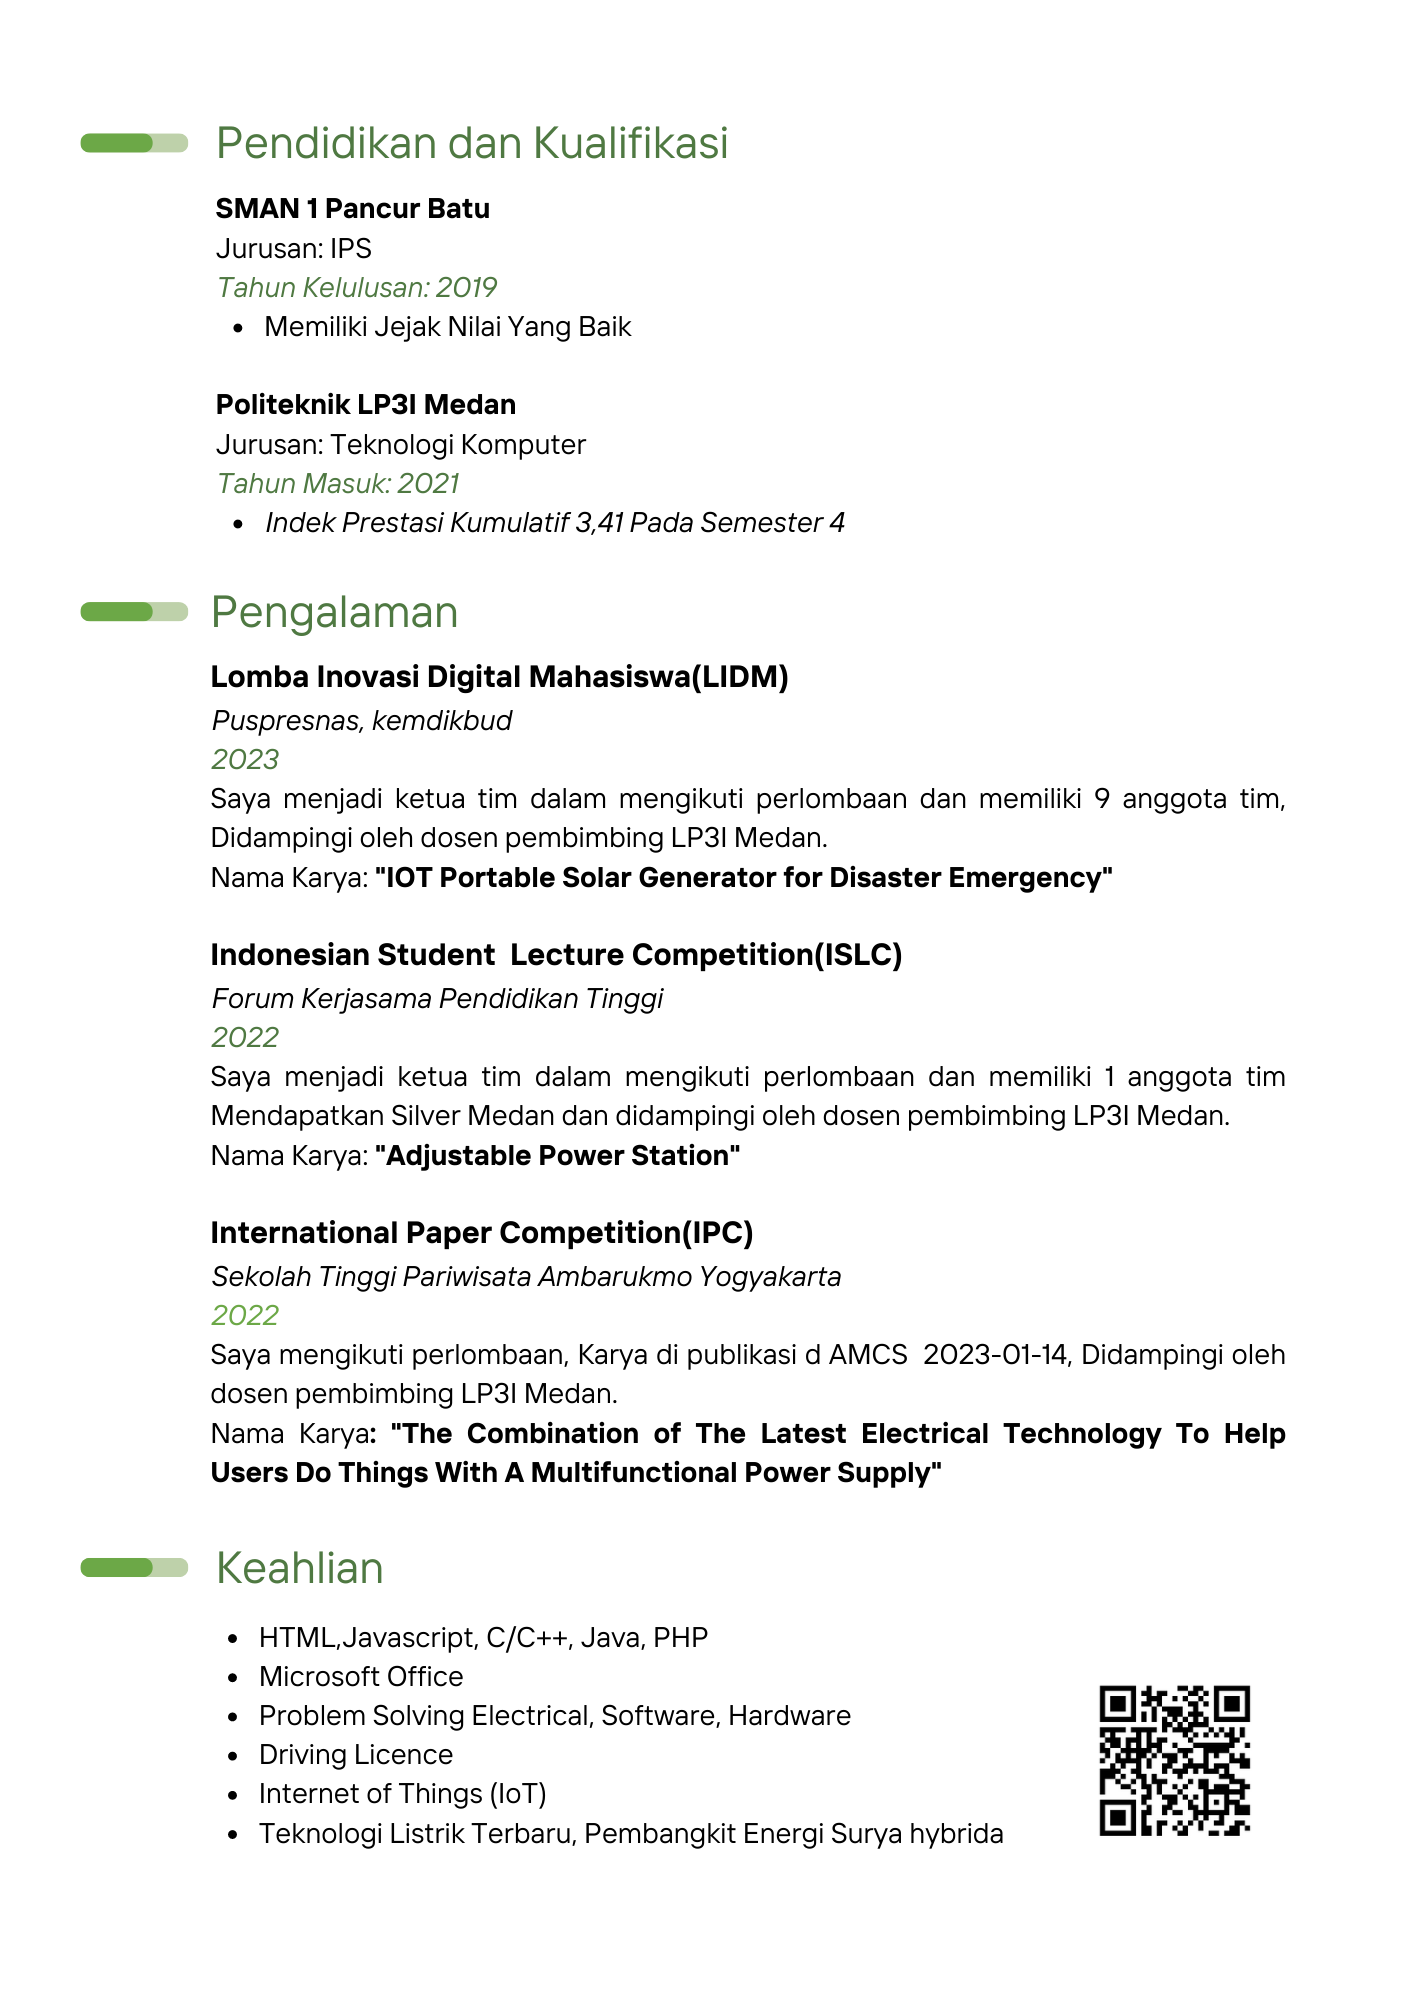 Pendidikan dan Kualifikasi
SMAN 1 Pancur Batu
Jurusan: IPS
Tahun Kelulusan: 2019
• Memiliki Jejak Nilai Yang Baik
Politeknik LP3I Medan
Jurusan: Teknologi Komputer
Tahun Masuk: 2021
• Indek Prestasi Kumulatif 3,41 Pada Semester 4
Pengalaman
Lomba Inovasi Digital Mahasiswa(LIDM)
Puspresnas, kemdikbud
2023
Saya menjadi ketua tim dalam mengikuti perlombaan dan memiliki 9 anggota tim,
Didampingi oleh dosen pembimbing LP3I Medan.
Nama Karya: "IOT Portable Solar Generator for Disaster Emergency"
Indonesian Student  Lecture Competition(ISLC)
Forum Kerjasama Pendidikan Tinggi
2022
Saya menjadi ketua tim dalam mengikuti perlombaan dan memiliki 1 anggota tim
Mendapatkan Silver Medan dan didampingi oleh dosen pembimbing LP3I Medan.
Nama Karya: "Adjustable Power Station"
International Paper Competition(IPC)
Sekolah Tinggi Pariwisata Ambarukmo Yogyakarta
2022
Saya mengikuti perlombaan, Karya di publikasi d AMCS  2023-01-14, Didampingi oleh
dosen pembimbing LP3I Medan.
Nama Karya: "The Combination of The Latest Electrical Technology To Help
Users Do Things With A Multifunctional Power Supply"
Keahlian
• HTML,Javascript, C/C++, Java, PHP
• Microsoft Office
• Problem Solving Electrical, Software, Hardware
• Driving Licence
• Internet of Things (IoT)
• Teknologi Listrik Terbaru, Pembangkit Energi Surya hybrida